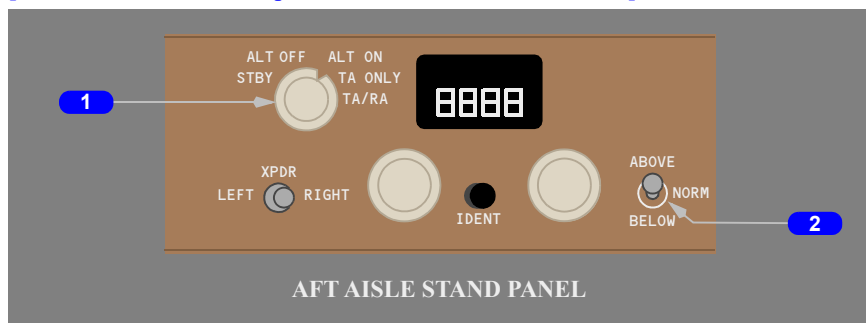 ALT OFF ALT ON
STBY TA ONLY
TA/RA
8888
1
XPDR
LEFT RIGHT
IDENT
ABOVE
NORM
BELOW
2
AFT AISLE STAND PANEL